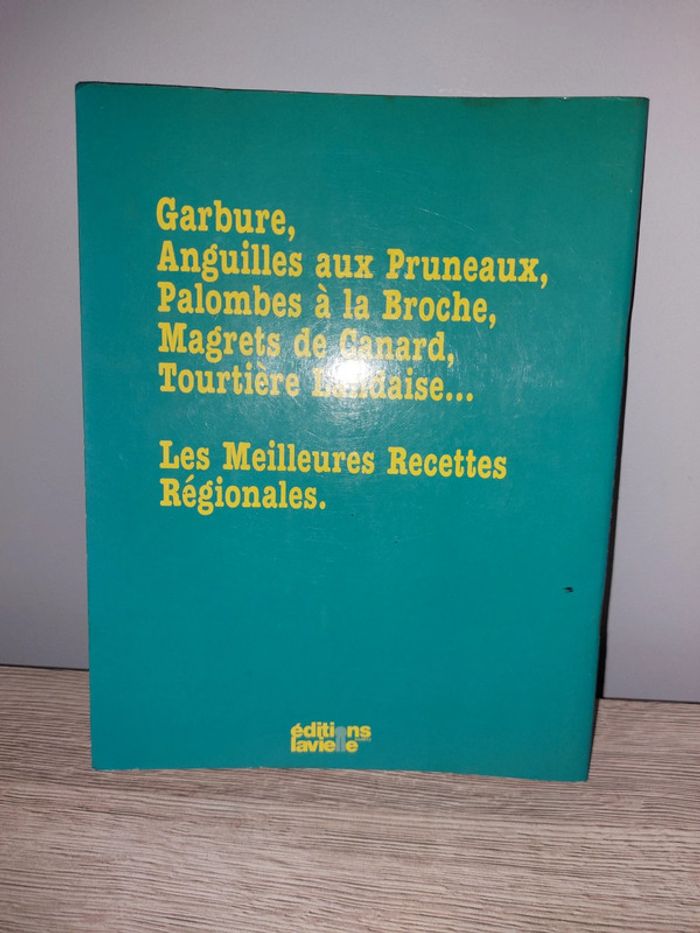 Garbure,
Anguilles aux Pruneaux,
Palombes à la Broche,
Magrets de Canard,
Tourtière Landaise...
Les Meilleures Recettes
Régionales.
éditions
lavielle